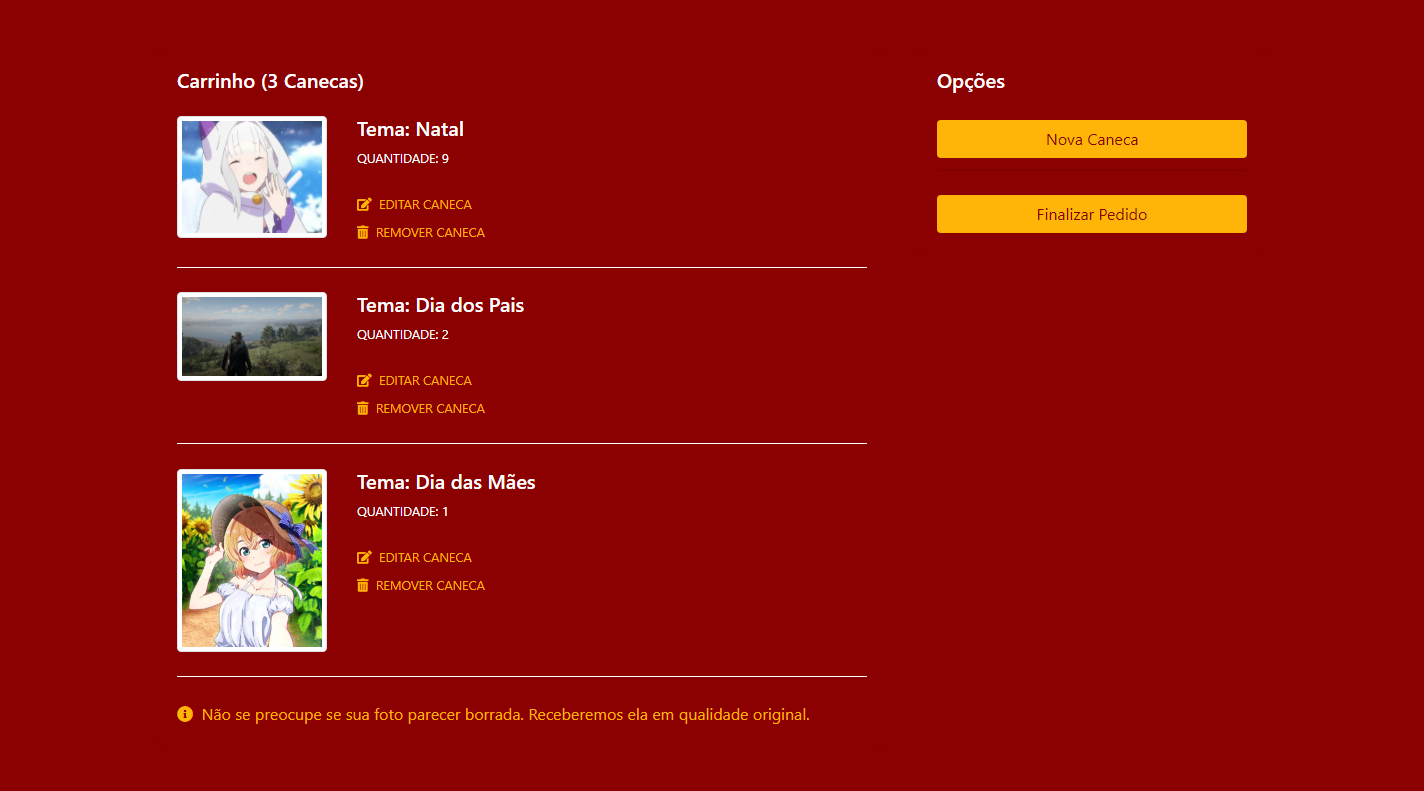 Carrinho (3 Canecas)
Tema: Natal
QUANTIDADE: 9
EDITAR CANECA
REMOVER CANECA
Tema: Dia dos Pais
QUANTIDADE: 2
EDITAR CANECA
REMOVER CANECA
Tema: Dia das Mães
QUANTIDADE: 1
EDITAR CANECA
REMOVER CANECA
Não se preocupe se sua foto parecer borrada. Receberemos ela em qualidade original.
Opções
Nova Caneca
Finalizar Pedido